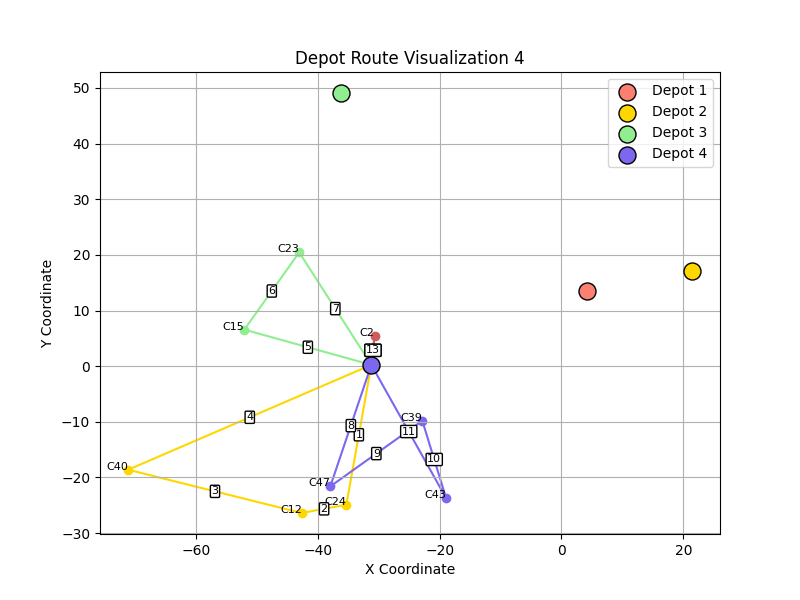 Depot Route Visualization 4
Depot 1
Depot 2
Depot 3
Depot 4
50
40
30
20
10
0
−10
−20
−30
Y Coordinate
C23
6
7
C15
5
C2
13
4
8
1
C39
11
9
10
C40
3
C47
C43
C24
C12
2
−60
−40
−20
0
20
X Coordinate